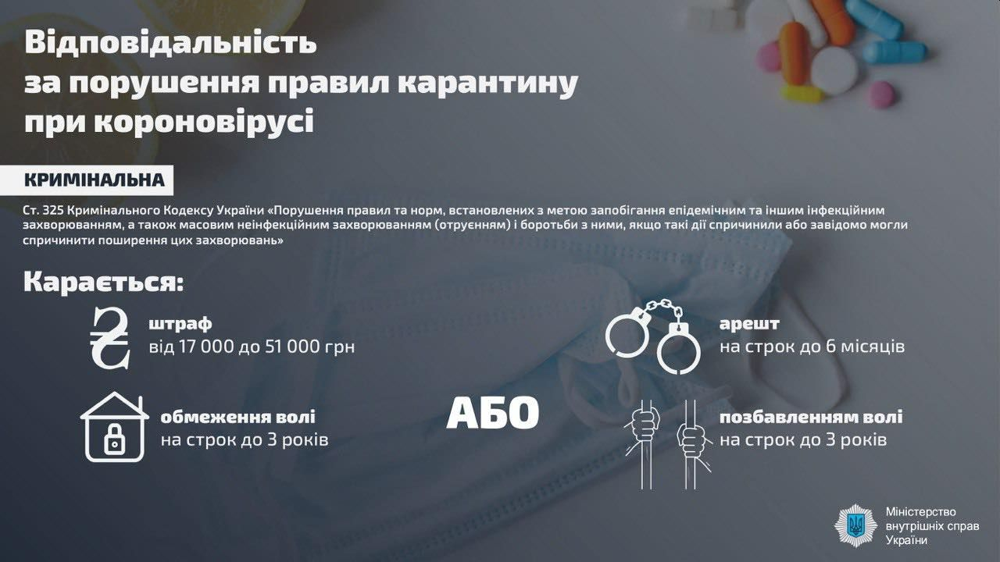 Відповідальність
за порушення правил карантину
при короновірусі
КРИМІНАЛЬНА
Ст. 325 Кримінального Кодексу України «Порушення правил та норм, встановлених з метою запобігання епідемічним та іншим інфекційним
захворюванням, а також масовим неінфекційним захворюванням (отруєнням) і боротьби з ними, якщо такі дії спричинили або завідомо могли
спричинити поширення цих захворювань»
Карається:
штраф
від 17 000 до 51 000 грн
арешт
на строк до 6 місяців
обмеження волі
на строк до 3 років
АБО
позбавленням волі
на строк до 3 років
Міністерство
внутрішніх справ
України